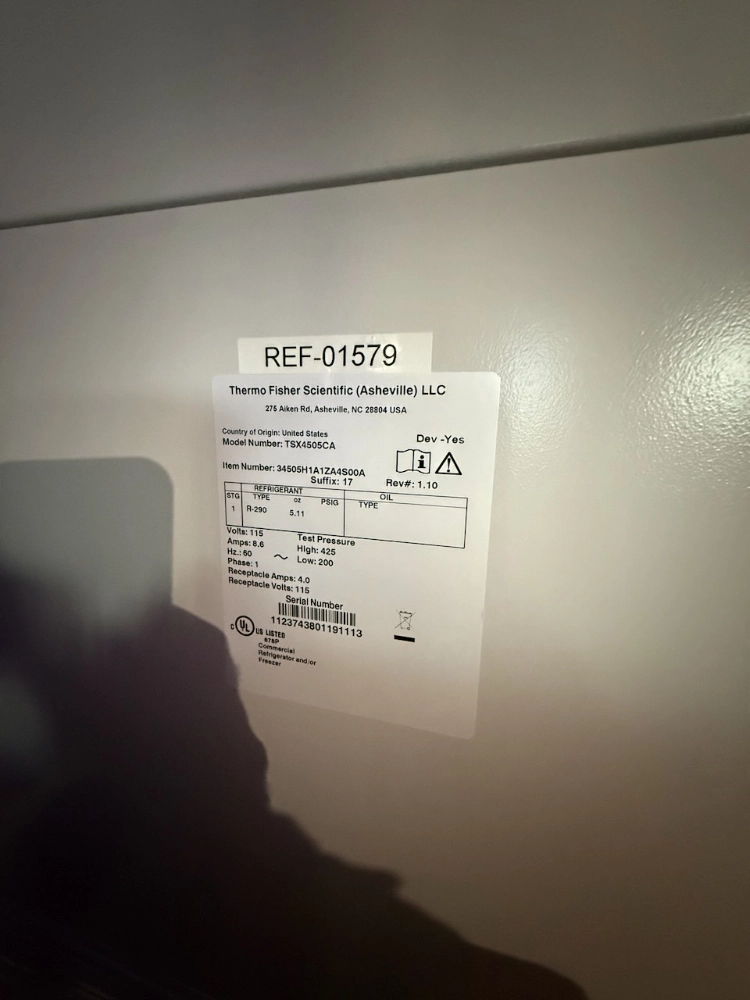 REF-01579
Thermo Fisher Scientific (Asheville) LLC
275 Aiken Rd, Asheville, NC 28804 USA
Country of Origin: United States
Model Number: TSX4505CA
Dev -Yes
Item Number: 34505H1A1ZA4S00A
Suffix: 17
Rev#: 1.10
REFRIGERANT OIL
STG TYPE oz PSIG TYPE
1 R-290 5.11
Volts: 115
Amps: 8.6
Hz.: 60
Phase: 1
Test Pressure
High: 425
Low: 200
Receptacle Amps: 4.0
Receptacle Volts: 115
Serial Number
1123743801191113
C UL US LISTED
Commercial
Refrigerator and/or
Freezer